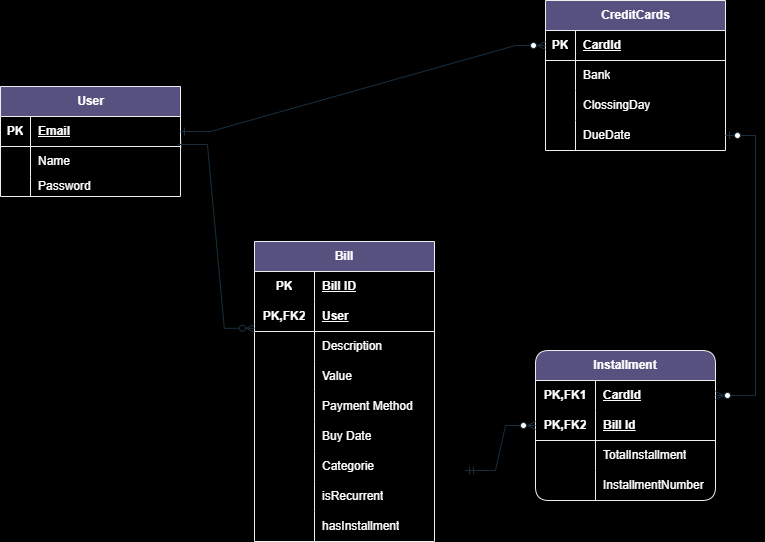 CreditCards
PK CardId
Bank
ClossingDay
DueDate
User
PK Email
Name
Password
Bill
PK Bill ID
PK,FK2 User
Description
Value
Payment Method
Buy Date
Categorie
isRecurrent
hasInstallment
Installment
PK,FK1 CardId
PK,FK2 Bill Id
TotalInstallment
InstallmentNumber